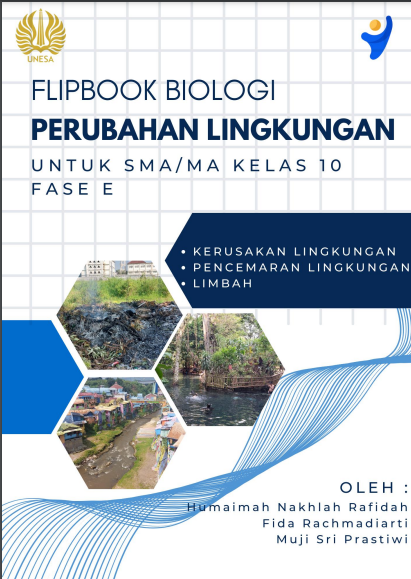 UNESA
FLIPBOOK BIOLOGI
PERUBAHAN LINGKUNGAN
UNTUK SMA/MA KELAS 10
FASE E
• KERUSAKAN LINGKUNGAN
• PENCEMARAN LINGKUNGAN
• LIMBAH
OLEH :
Humaimah Nakhlah Rafidah
Fida Rachmadiarti
Muji Sri Prastiwi